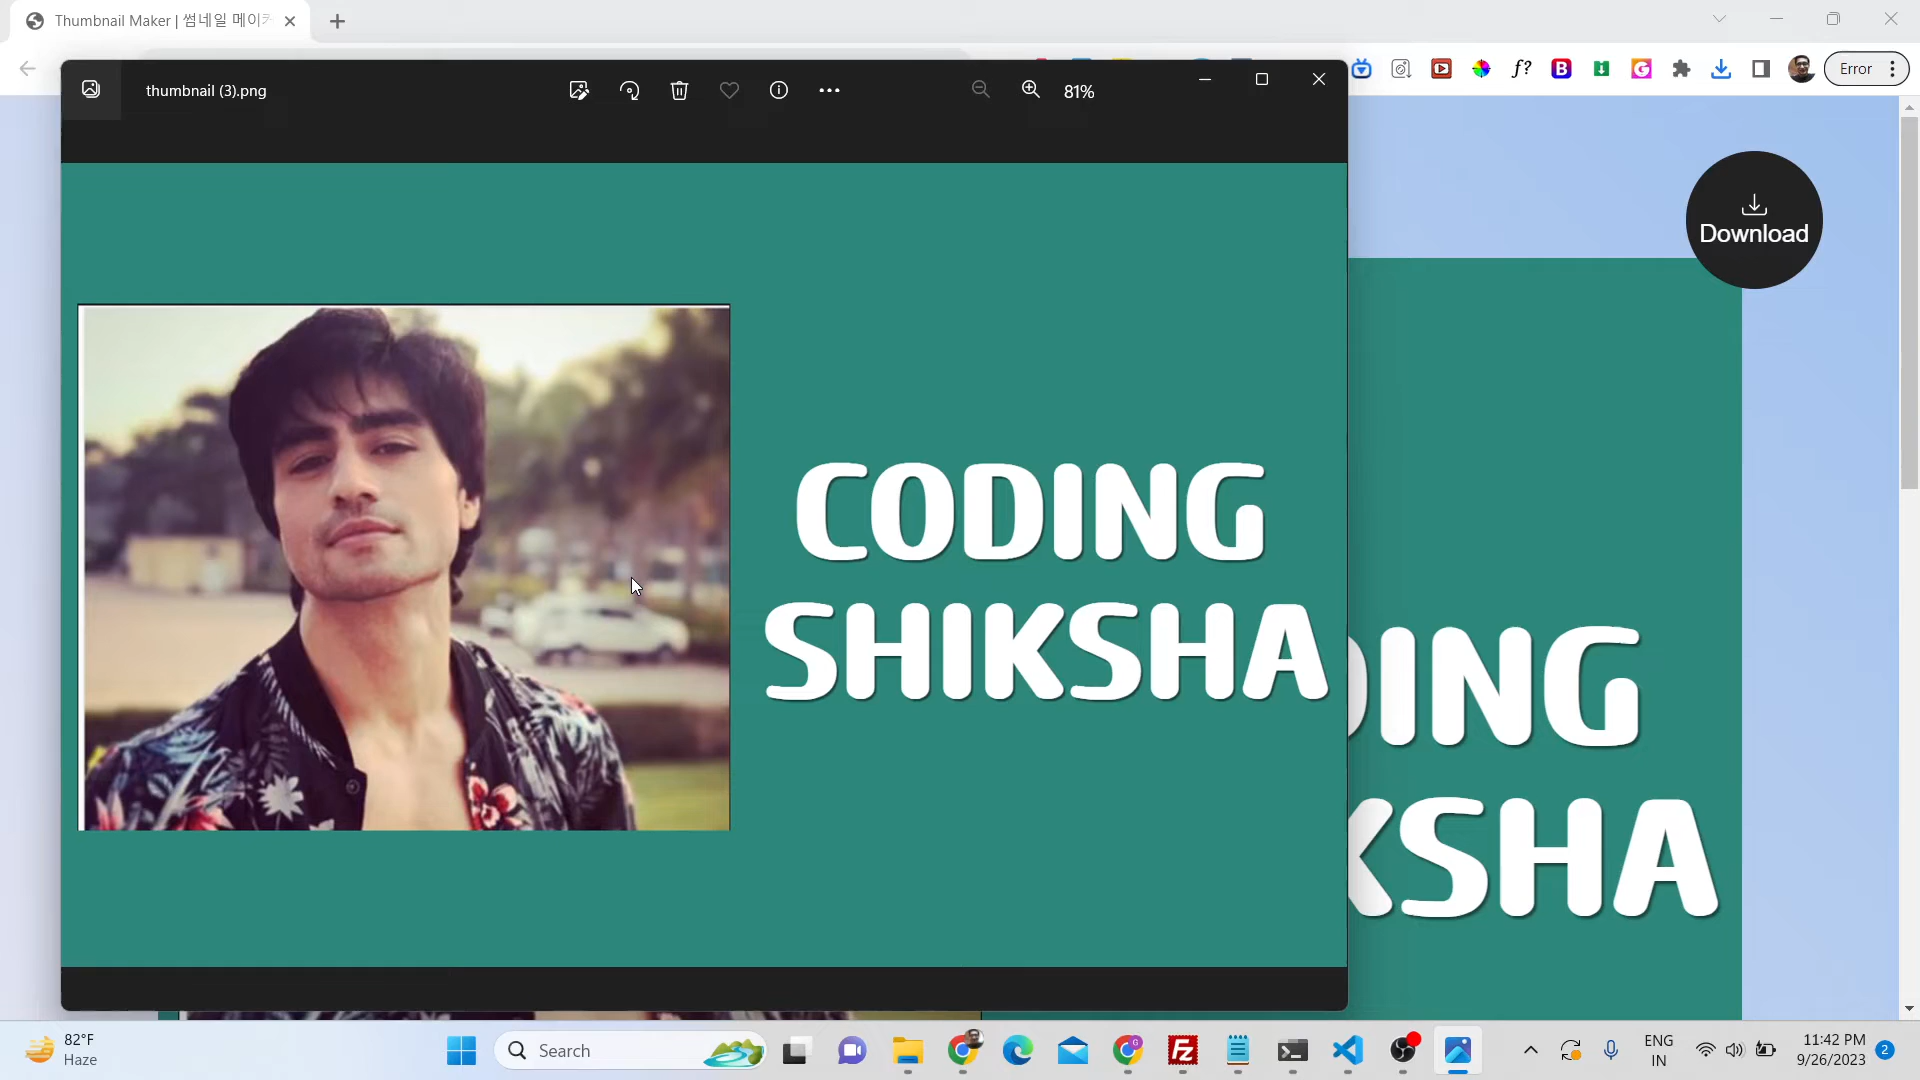 Thumbnail Maker | 썸네일 메이커
thumbnail (3).png
81%
Error
Download
CODING
SHIKSHA
DING
KSHA
82°F
Haze
Search
ENG
IN
11:42 PM
9/26/2023
2